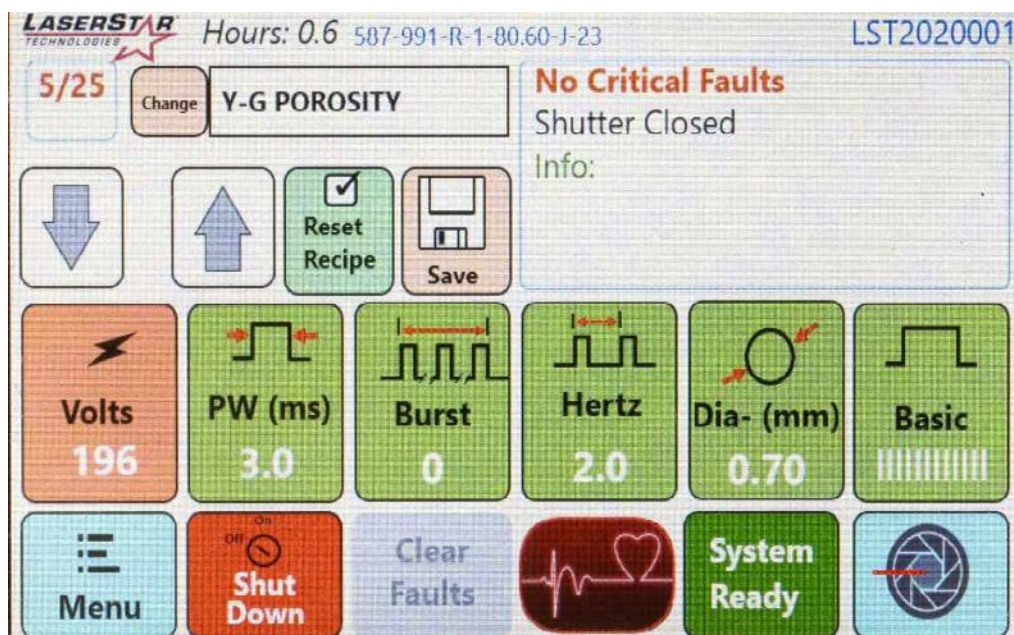 LASERSTAR
TECHNOLOGIES
Hours: 0.6
587-991-R-1-80.60-J-23
LST2020001
5/25
Change
Y-G POROSITY
No Critical Faults
Shutter Closed
Info:
Reset
Recipe
Save
Volts
196
PW (ms)
3.0
Burst
0
Hertz
2.0
Dia- (mm)
0.70
Basic
Menu
On
Off
Shut
Down
Clear
Faults
System
Ready